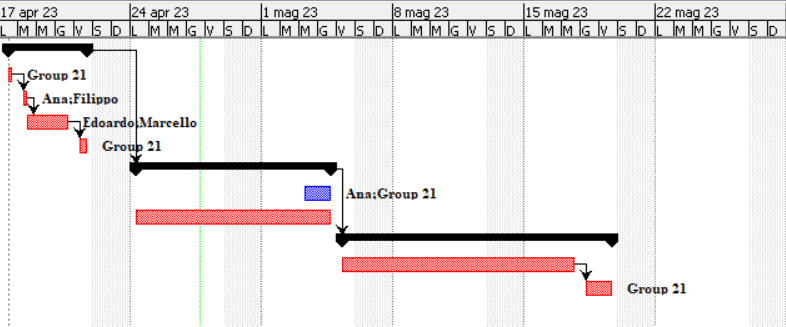 17 apr 23 24 apr 23 1 mag 23 8 mag 23 15 mag 23 22 mag 23
L M M G V S D L M M G V S D L M M G V S D L M M G V S D L M M G V S D L M M G V S D
Group 21
Ana;Filippo
Edoardo;Marcello
Group 21
Ana;Group 21
Group 21